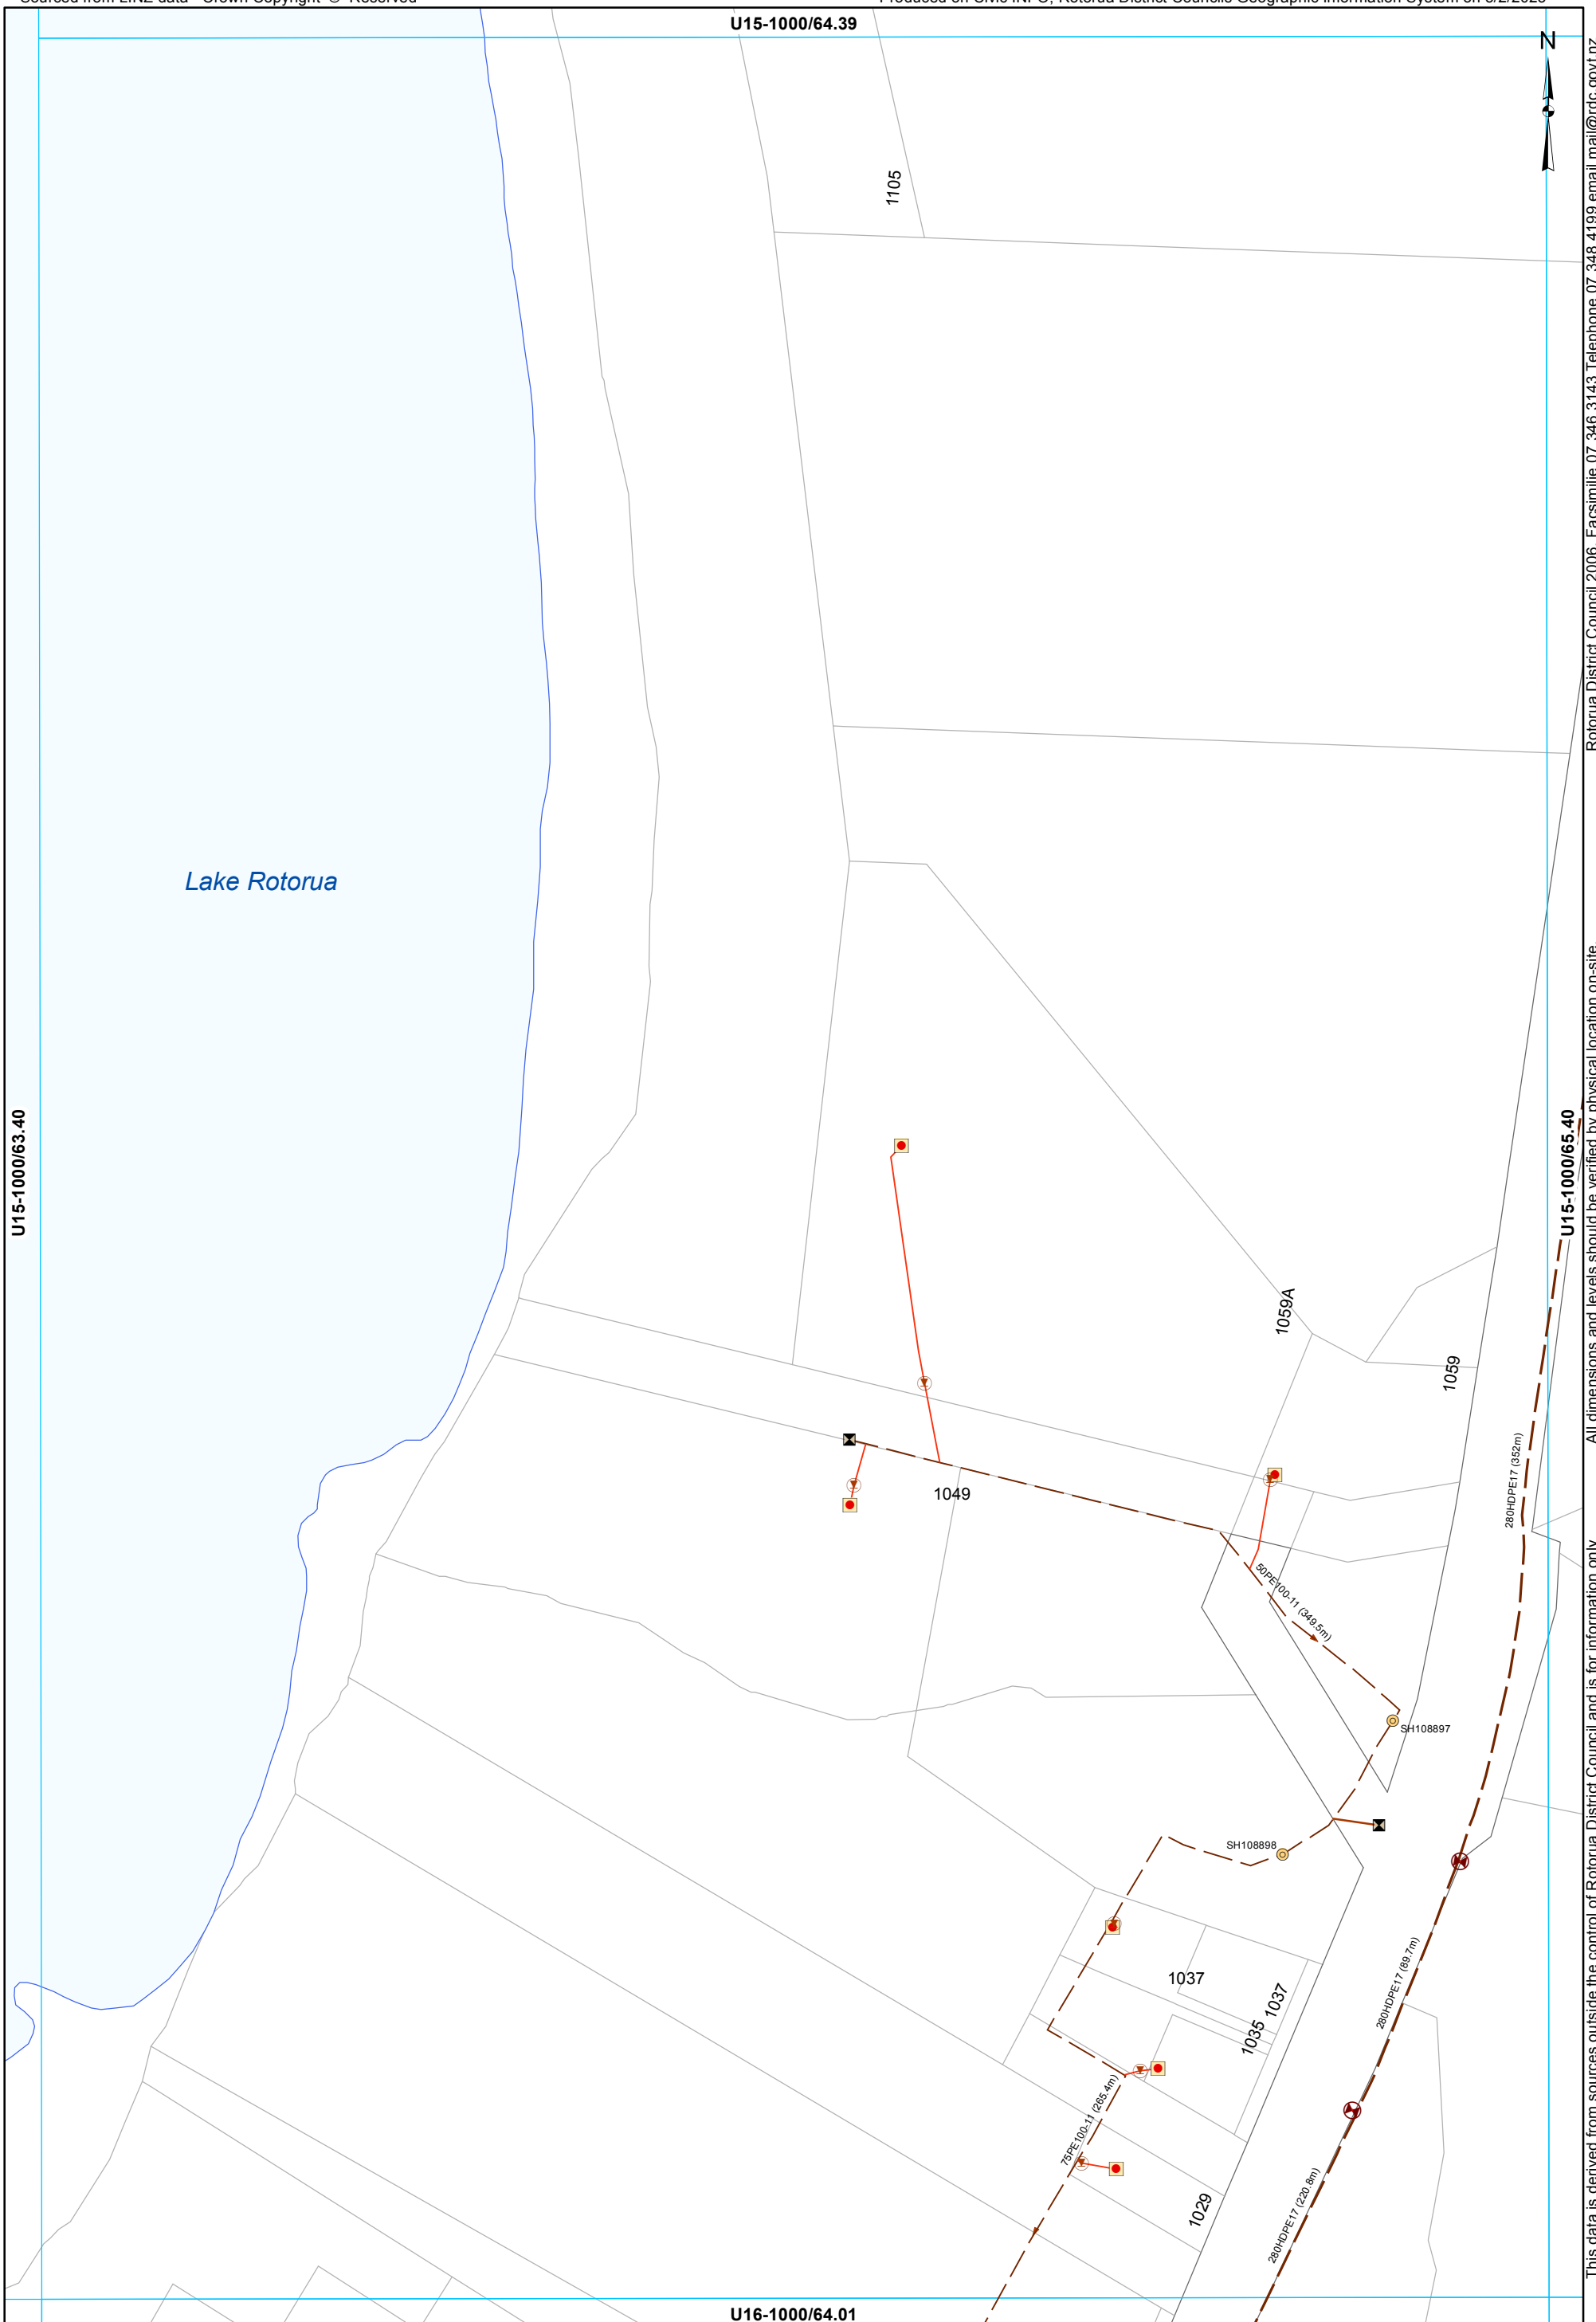 U15-1000/64.39
N
1105
Lake Rotorua
U15-1000/63.40
U15-1000/65.40
1059A
1059
280HDPE17 (352m)
1049
50PE100-11 (349.5m)
SH108897
SH108898
1037
1037
1035
280HDPE17 (89.7m)
75PE100-11 (265.4m)
1029
280HDPE17 (220.8m)
U16-1000/64.01
Rotorua District Council 2006. Facsimilie 07 346 3143 Telephone 07 348 4199 email mail@rdc.govt.nz
All dimensions and levels should be verified by physical location on-site
This data is derived from sources outside the control of Rotorua District Council and is for information only